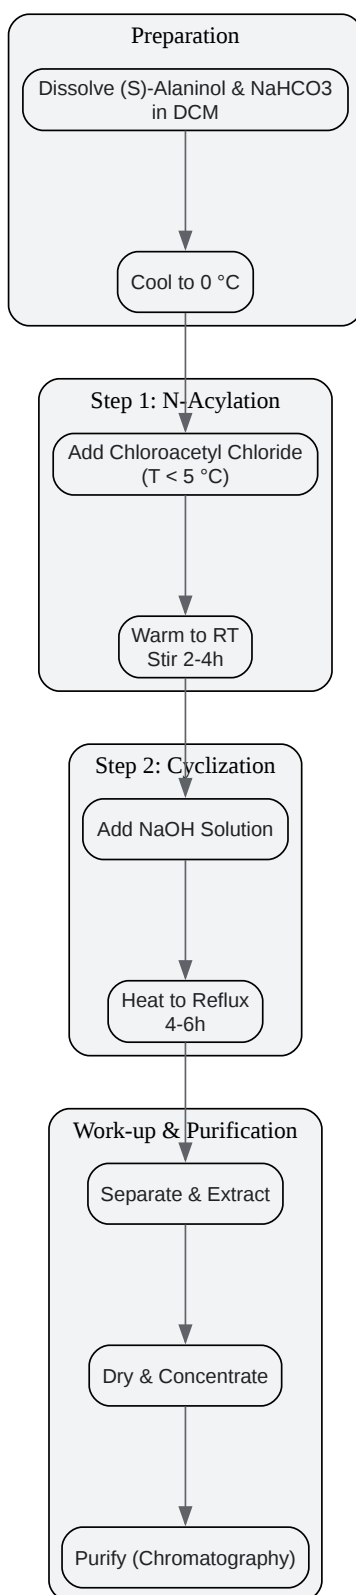 Preparation
Dissolve (S)-Alaninol & NaHCO3
in DCM
Cool to 0 °C
Step 1: N-Acylation
Add Chloroacetyl Chloride
(T < 5 °C)
Warm to RT
Stir 2-4h
Step 2: Cyclization
Add NaOH Solution
Heat to Reflux
4-6h
Work-up & Purification
Separate & Extract
Dry & Concentrate
Purify (Chromatography)